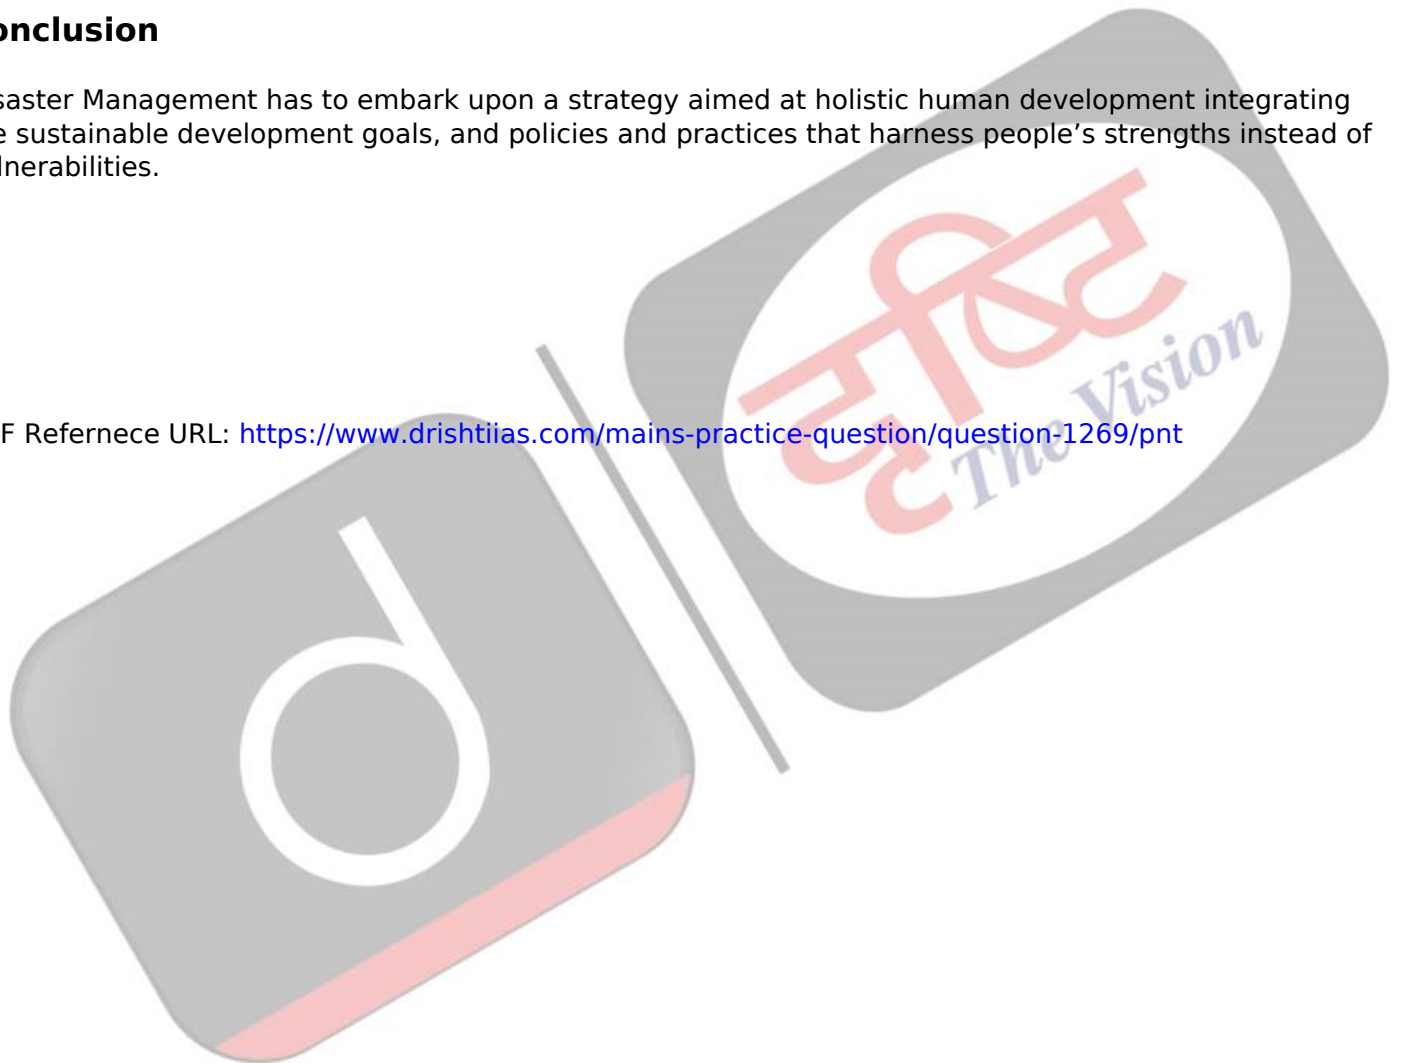 onclusion
saster Management has to embark upon a strategy aimed at holistic human development integrating
e sustainable development goals, and policies and practices that harness people’s strengths instead of
lnerabilities.
दृष्टि
The Vision
F Refernece URL: https://www.drishtiias.com/mains-practice-question/question-1269/pnt
d